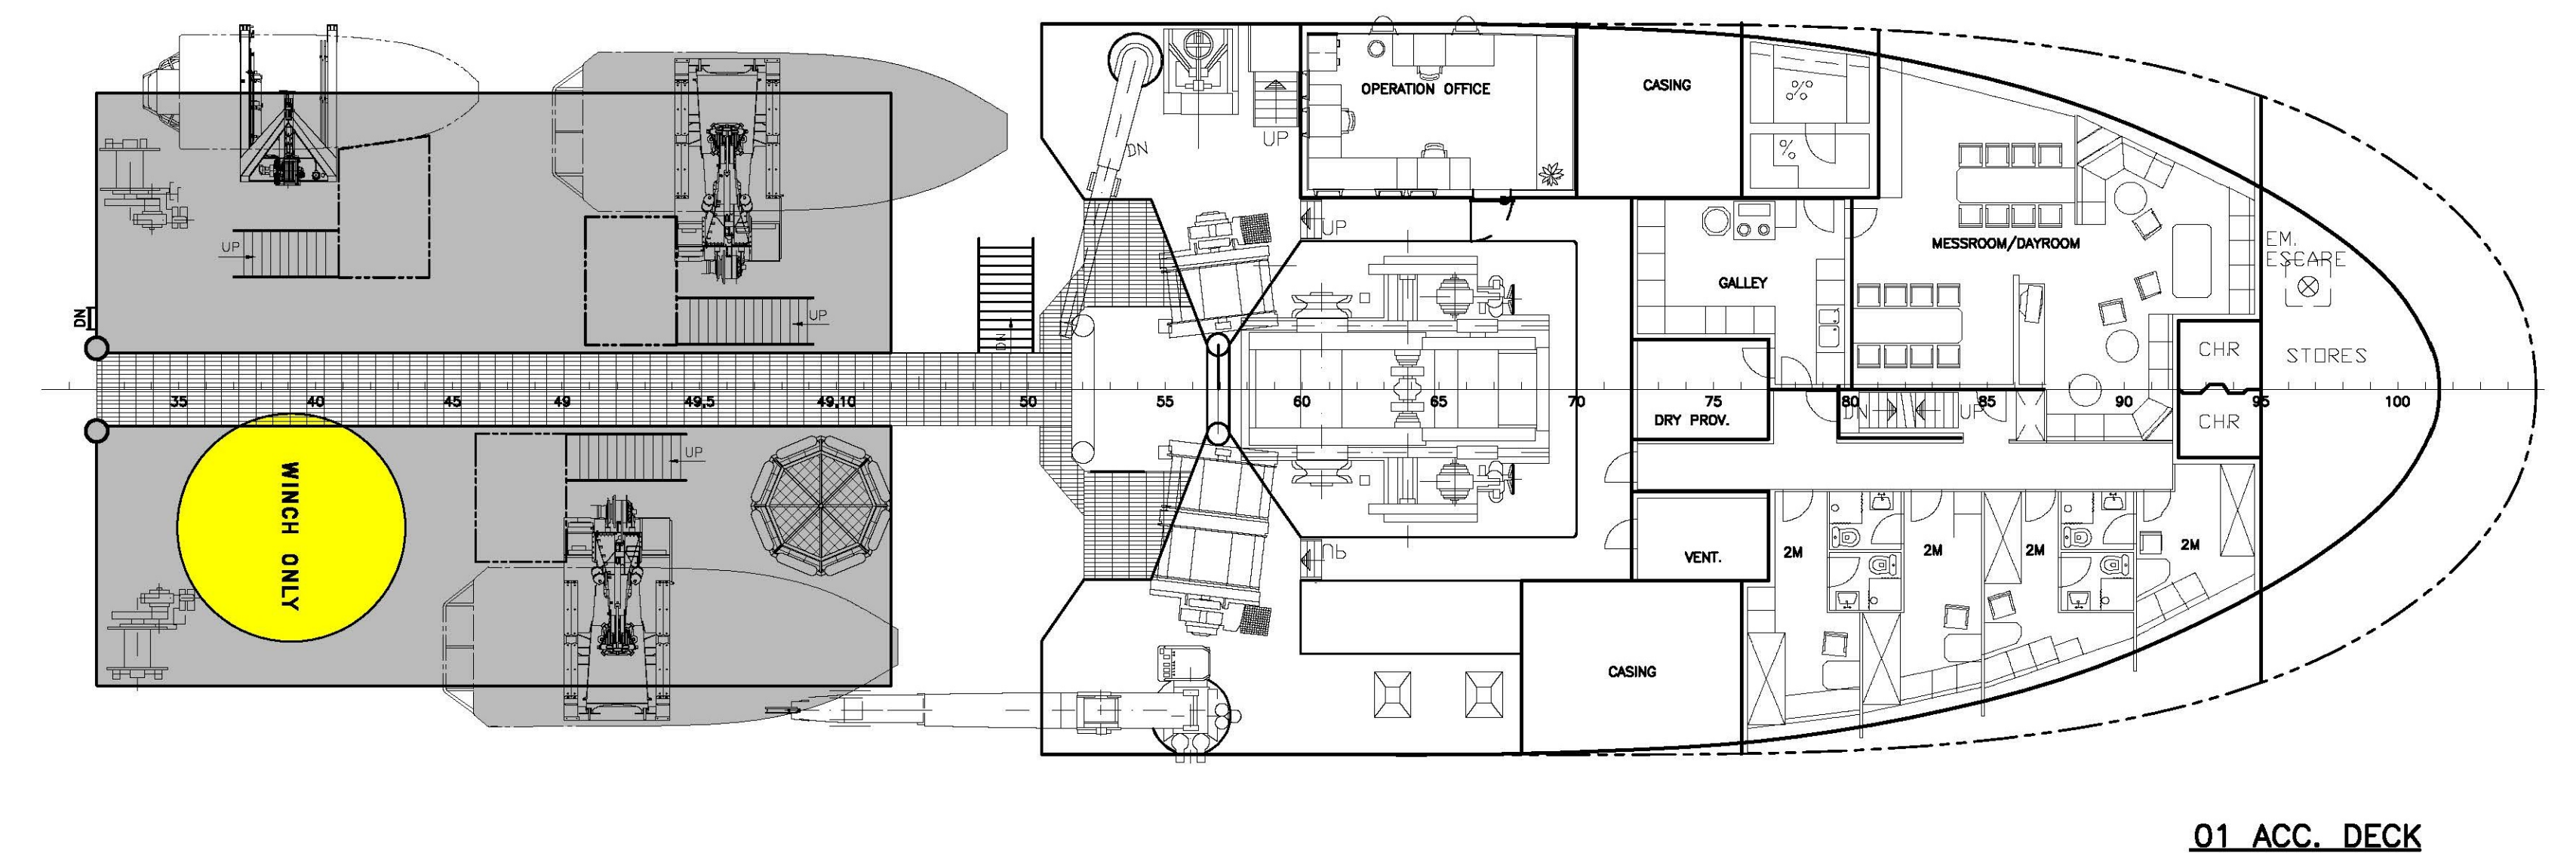 OPERATION OFFICE
CASING
%
%
DN
UP
UP
UP
UP
UP
DN
DN
GALLEY
MESSROOM/DAYROOM
EM.
ESCAPE
CHR
STORES
CHR
35 40 45 49 49,5 49,10 50 55 60 65 70 75 80 85 90 95 100
DRY PROV.
DN
UP
WINCH ONLY
UP
UP
VENT.
2M
2M
2M
2M
CASING
01 ACC. DECK